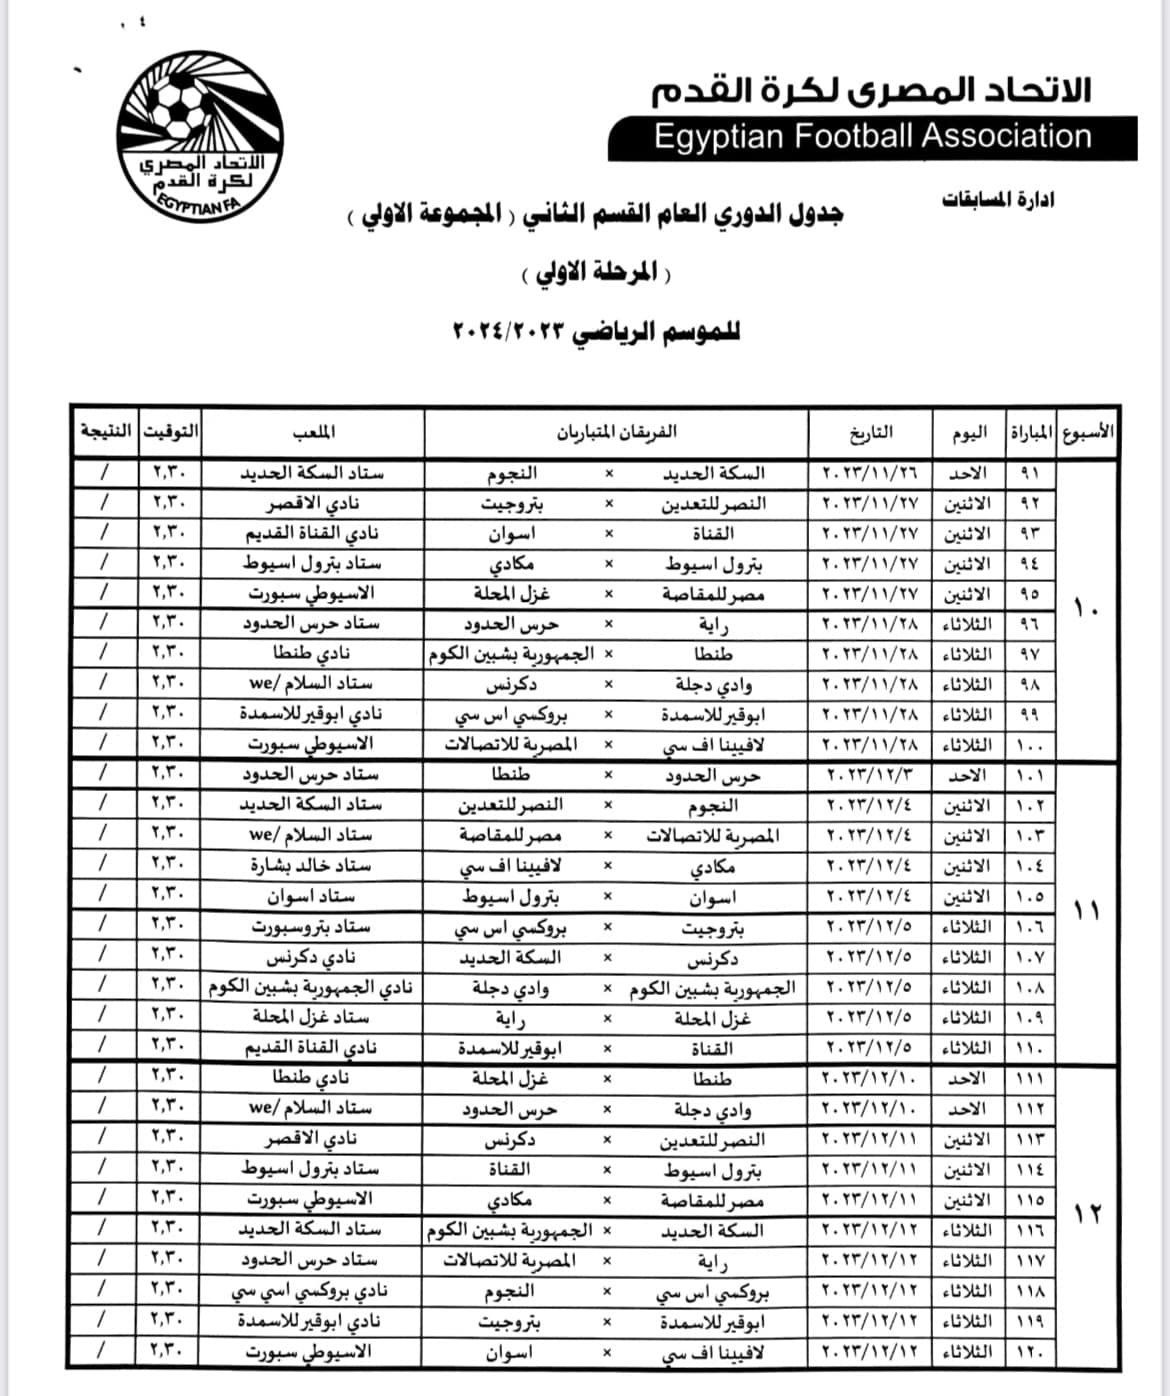 الاتحاد المصرى لكرة القدم
Egyptian Football Association
الاتحاد المصري
لكرة القدم
EGYPTIAN FA
ادارة المسابقات
جدول الدوري العام القسم الثاني ( المجموعة الاولي )
( المرحلة الاولي )
للموسم الرياضي ٢٠٢٤/٢٠٢٣
الأسبوع المباراة اليوم التاريخ الفريقان المتباريان الملعب التوقيت النتيجة
١٠
٩١ الاحد ٢٠٢٣/١١/٢٦ السكة الحديد × النجوم ستاد السكة الحديد ٢,٣٠ /
٩٢ الاثنين ٢٠٢٣/١١/٢٧ النصر للتعدين × بتروجيت نادي الاقصر ٢,٣٠ /
٩٣ الاثنين ٢٠٢٣/١١/٢٧ القناة × اسوان نادي القناة القديم ٢,٣٠ /
٩٤ الاثنين ٢٠٢٣/١١/٢٧ بترول اسيوط × مكادي ستاد بترول اسيوط ٢,٣٠ /
٩٥ الاثنين ٢٠٢٣/١١/٢٧ مصر للمقاصة × غزل المحلة الاسيوطي سبورت ٢,٣٠ /
٩٦ الثلاثاء ٢٠٢٣/١١/٢٨ راية × حرس الحدود ستاد حرس الحدود ٢,٣٠ /
٩٧ الثلاثاء ٢٠٢٣/١١/٢٨ طنطا × الجمهورية بشبين الكوم نادي طنطا ٢,٣٠ /
٩٨ الثلاثاء ٢٠٢٣/١١/٢٨ وادي دجلة × دكرنس ستاد السلام /we ٢,٣٠ /
٩٩ الثلاثاء ٢٠٢٣/١١/٢٨ ابوقير للاسمدة × بروكسي اس سي نادي ابوقير للاسمدة ٢,٣٠ /
١٠٠ الثلاثاء ٢٠٢٣/١١/٢٨ لافيينا اف سي × المصرية للاتصالات الاسيوطي سبورت ٢,٣٠ /
١١
١٠١ الاحد ٢٠٢٣/١٢/٣ حرس الحدود × طنطا ستاد حرس الحدود ٢,٣٠ /
١٠٢ الاثنين ٢٠٢٣/١٢/٤ النجوم × النصر للتعدين ستاد السكة الحديد ٢,٣٠ /
١٠٣ الاثنين ٢٠٢٣/١٢/٤ المصرية للاتصالات × مصر للمقاصة ستاد السلام /we ٢,٣٠ /
١٠٤ الاثنين ٢٠٢٣/١٢/٤ مكادي × لافيينا اف سي ستاد خالد بشارة ٢,٣٠ /
١٠٥ الاثنين ٢٠٢٣/١٢/٤ اسوان × بترول اسيوط ستاد اسوان ٢,٣٠ /
١٠٦ الثلاثاء ٢٠٢٣/١٢/٥ بتروجيت × بروكسي اس سي ستاد بتروسبورت ٢,٣٠ /
١٠٧ الثلاثاء ٢٠٢٣/١٢/٥ دكرنس × السكة الحديد نادي دكرنس ٢,٣٠ /
١٠٨ الثلاثاء ٢٠٢٣/١٢/٥ الجمهورية بشبين الكوم × وادي دجلة نادي الجمهورية بشبين الكوم ٢,٣٠ /
١٠٩ الثلاثاء ٢٠٢٣/١٢/٥ غزل المحلة × راية ستاد غزل المحلة ٢,٣٠ /
١١٠ الثلاثاء ٢٠٢٣/١٢/٥ القناة × ابوقير للاسمدة نادي القناة القديم ٢,٣٠ /
١٢
١١١ الاحد ٢٠٢٣/١٢/١٠ طنطا × غزل المحلة نادي طنطا ٢,٣٠ /
١١٢ الاحد ٢٠٢٣/١٢/١٠ وادي دجلة × حرس الحدود ستاد السلام /we ٢,٣٠ /
١١٣ الاثنين ٢٠٢٣/١٢/١١ النصر للتعدين × دكرنس نادي الاقصر ٢,٣٠ /
١١٤ الاثنين ٢٠٢٣/١٢/١١ بترول اسيوط × القناة ستاد بترول اسيوط ٢,٣٠ /
١١٥ الاثنين ٢٠٢٣/١٢/١١ مصر للمقاصة × مكادي الاسيوطي سبورت ٢,٣٠ /
١١٦ الثلاثاء ٢٠٢٣/١٢/١٢ السكة الحديد × الجمهورية بشبين الكوم ستاد السكة الحديد ٢,٣٠ /
١١٧ الثلاثاء ٢٠٢٣/١٢/١٢ راية × المصرية للاتصالات ستاد حرس الحدود ٢,٣٠ /
١١٨ الثلاثاء ٢٠٢٣/١٢/١٢ بروكسي اس سي × النجوم نادي بروكسي اسي سي ٢,٣٠ /
١١٩ الثلاثاء ٢٠٢٣/١٢/١٢ ابوقير للاسمدة × بتروجيت نادي ابوقير للاسمدة ٢,٣٠ /
١٢٠ الثلاثاء ٢٠٢٣/١٢/١٢ لافيينا اف سي × اسوان الاسيوطي سبورت ٢,٣٠ /